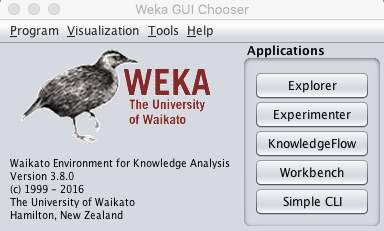 Weka GUI Chooser
Program Visualization Tools Help
WEKA
The University
of Waikato
Waikato Environment for Knowledge Analysis
Version 3.8.0
(c) 1999 - 2016
The University of Waikato
Hamilton, New Zealand
Applications
Explorer
Experimenter
KnowledgeFlow
Workbench
Simple CLI